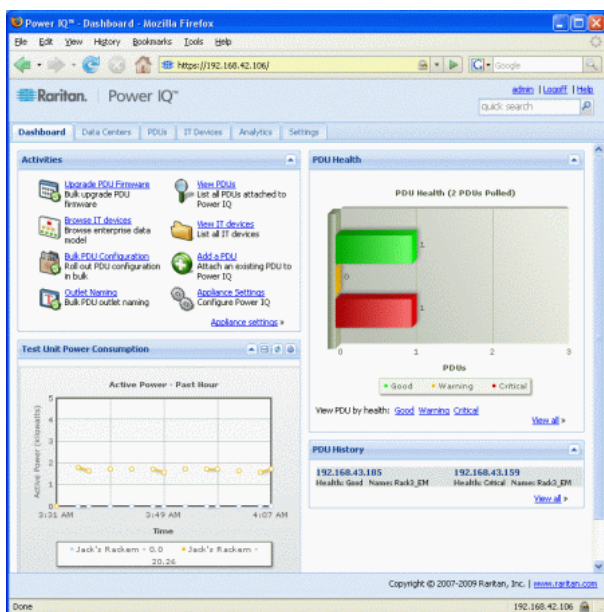 Power IQ™ - Dashboard - Mozilla Firefox
File Edit View History Bookmarks Tools Help
https://192.168.42.106/
Google
Raritan. Power IQ™
admin | Logoff | Help
quick search
Dashboard Data Centers PDUs IT Devices Analytics Settings
Activities
Upgrade PDU Firmware
Bulk upgrade PDU
firmware
View PDUs
List all PDUs attached to
Power IQ
Browse IT devices
Browse enterprise data
model
View IT devices
List all IT devices
Bulk PDU Configuration
Roll out PDU configuration
in bulk
Add a PDU
Attach an existing PDU to
Power IQ
Outlet Naming
Bulk PDU outlet naming
Appliance Settings
Configure Power IQ
Appliance settings »
Test Unit Power Consumption
Active Power - Past Hour
Active Power (kilowatts)
5
4
3
2
1
0
3:31 AM 3:49 AM 4:07 AM
Time
Jack's Rackem - 0.0 Jack's Rackem -
20.26
PDU Health
PDU Health (2 PDUs Polled)
1
0
1
0 1 2 3
PDUs
Good Warning Critical
View PDU by health: Good Warning Critical
View all »
PDU History
192.168.43.185 192.168.43.159
Health: Good Name: Rack3_EM Health: Critical Name: Rack3_EM
View all »
Copyright © 2007-2009 Raritan, Inc. | www.raritan.com
Done 192.168.42.106